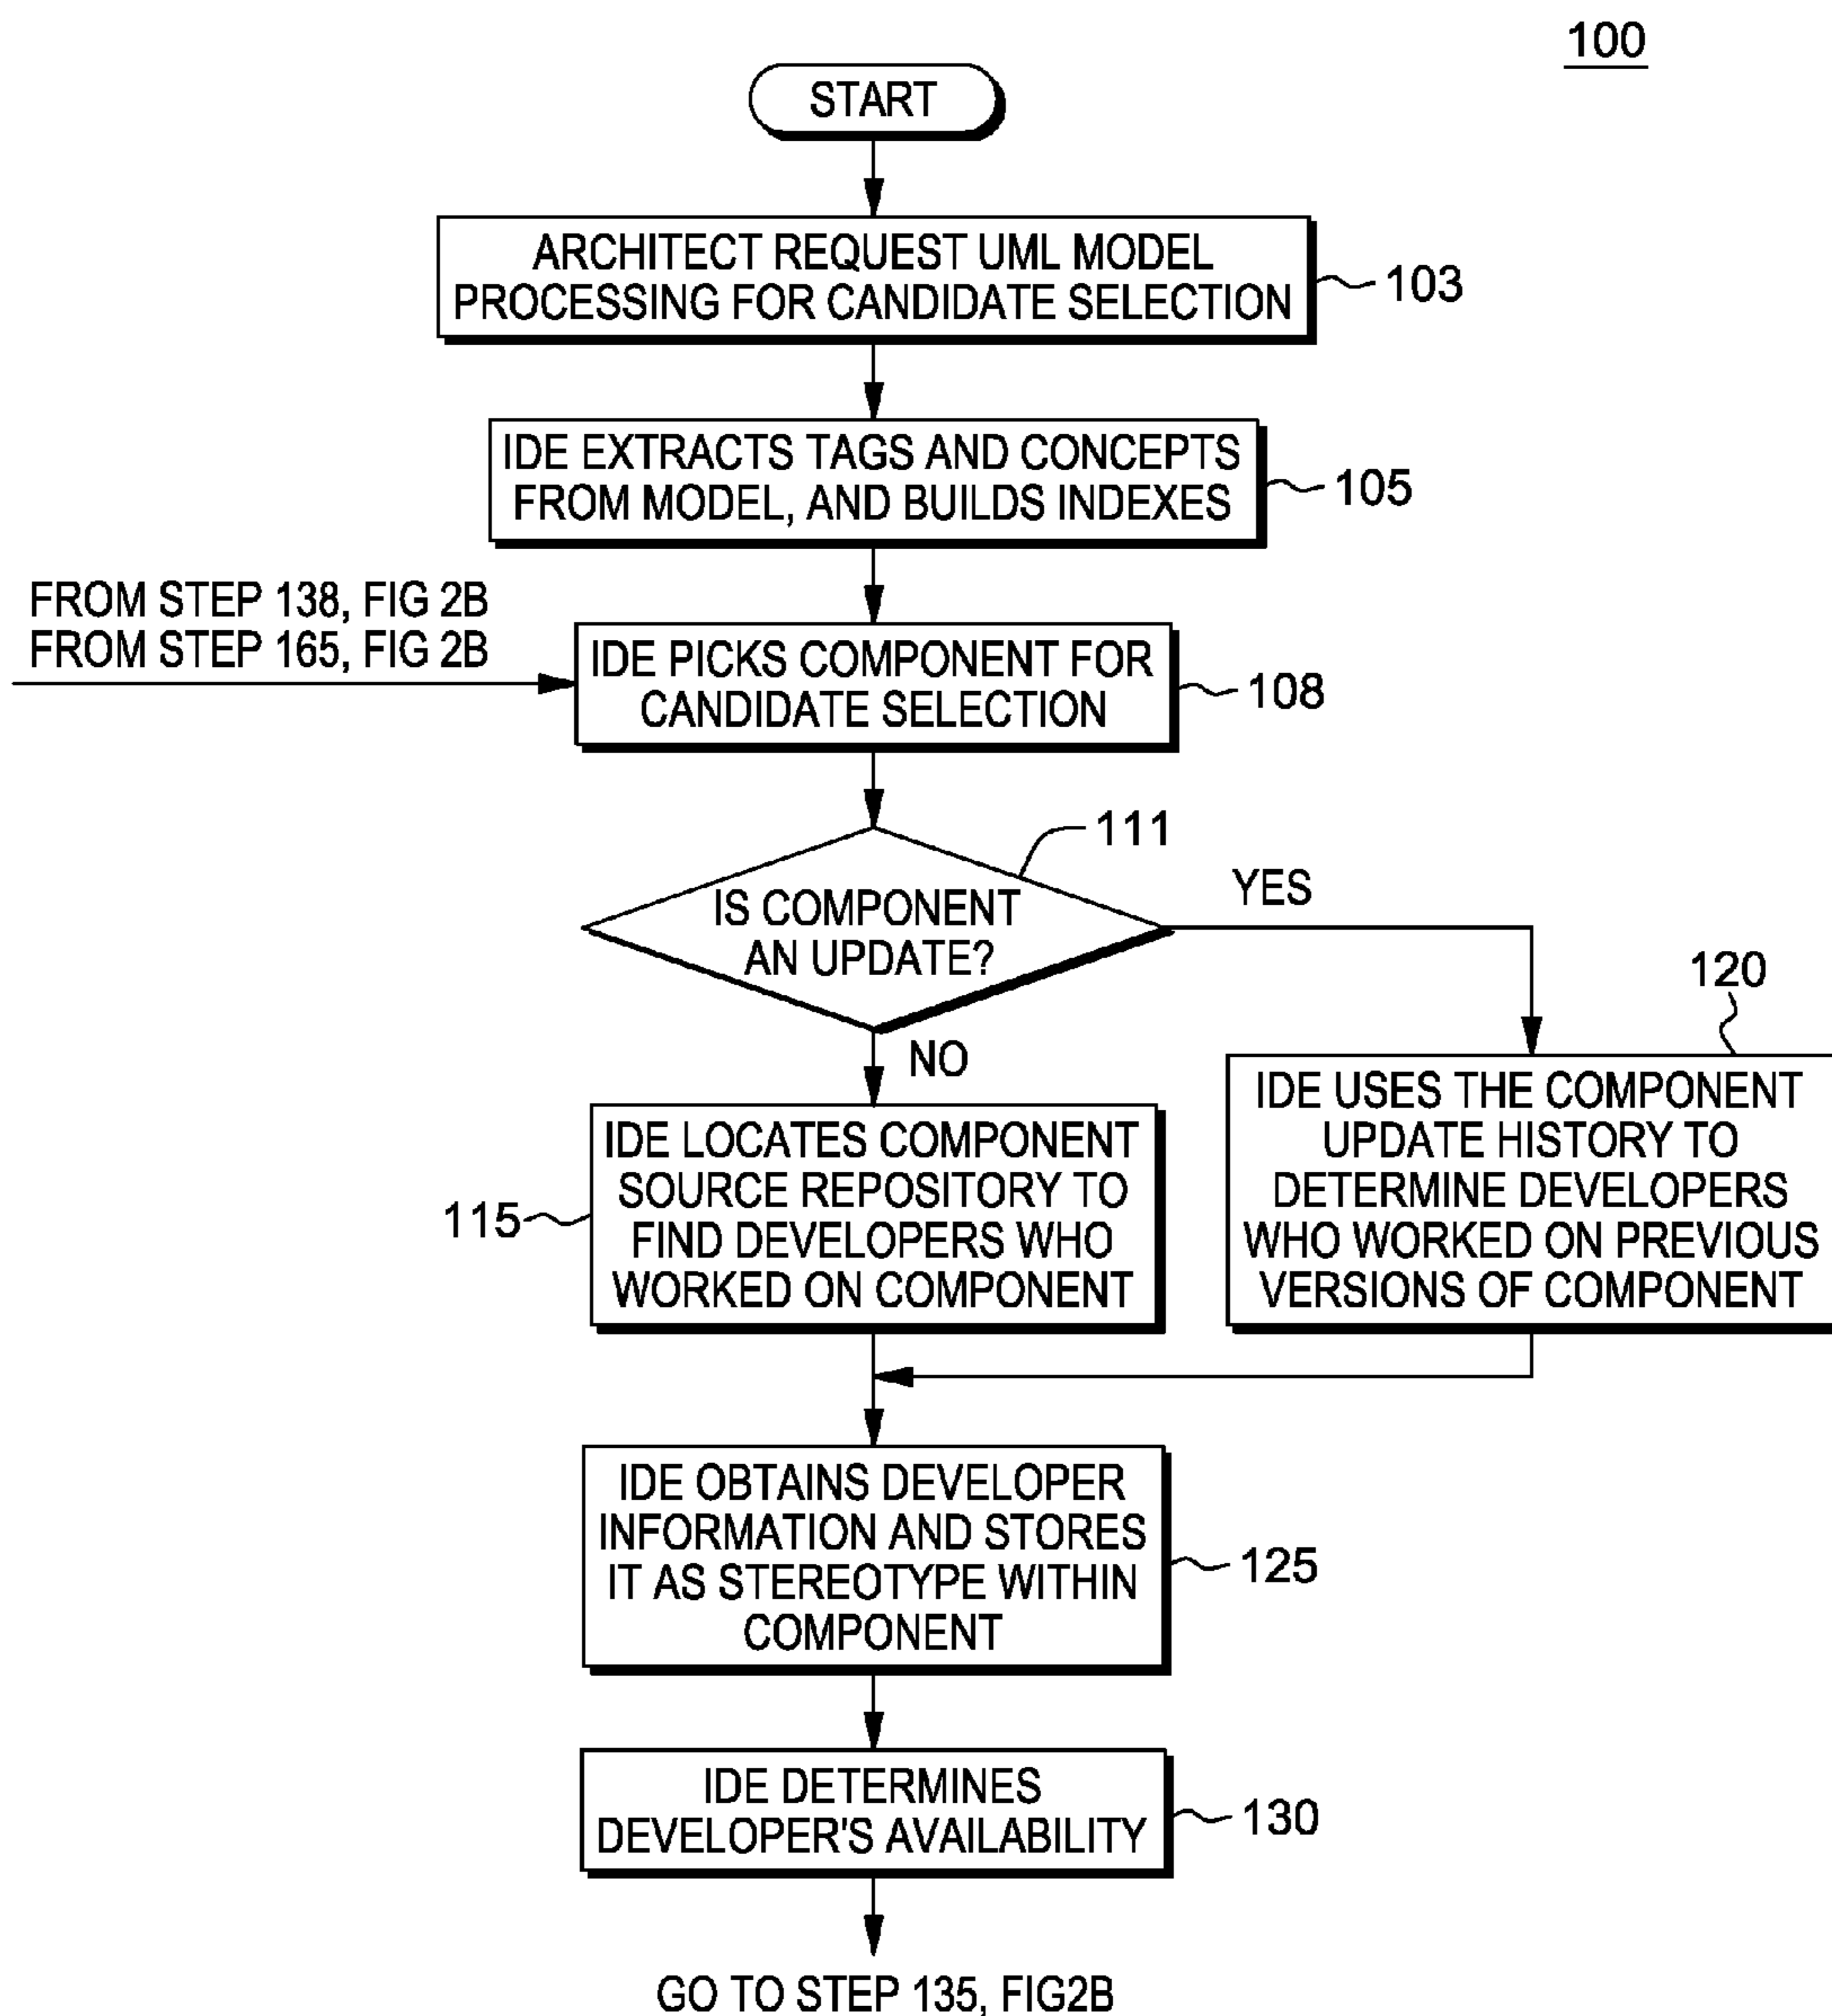 100
START
ARCHITECT REQUEST UML MODEL
PROCESSING FOR CANDIDATE SELECTION
103
IDE EXTRACTS TAGS AND CONCEPTS
FROM MODEL, AND BUILDS INDEXES
105
FROM STEP 138, FIG 2B
FROM STEP 165, FIG 2B
IDE PICKS COMPONENT FOR
CANDIDATE SELECTION
108
111
IS COMPONENT
AN UPDATE?
YES
NO
120
IDE LOCATES COMPONENT
SOURCE REPOSITORY TO
FIND DEVELOPERS WHO
WORKED ON COMPONENT
115
IDE USES THE COMPONENT
UPDATE HISTORY TO
DETERMINE DEVELOPERS
WHO WORKED ON PREVIOUS
VERSIONS OF COMPONENT
IDE OBTAINS DEVELOPER
INFORMATION AND STORES
IT AS STEREOTYPE WITHIN
COMPONENT
125
IDE DETERMINES
DEVELOPER'S AVAILABILITY
130
GO TO STEP 135, FIG2B